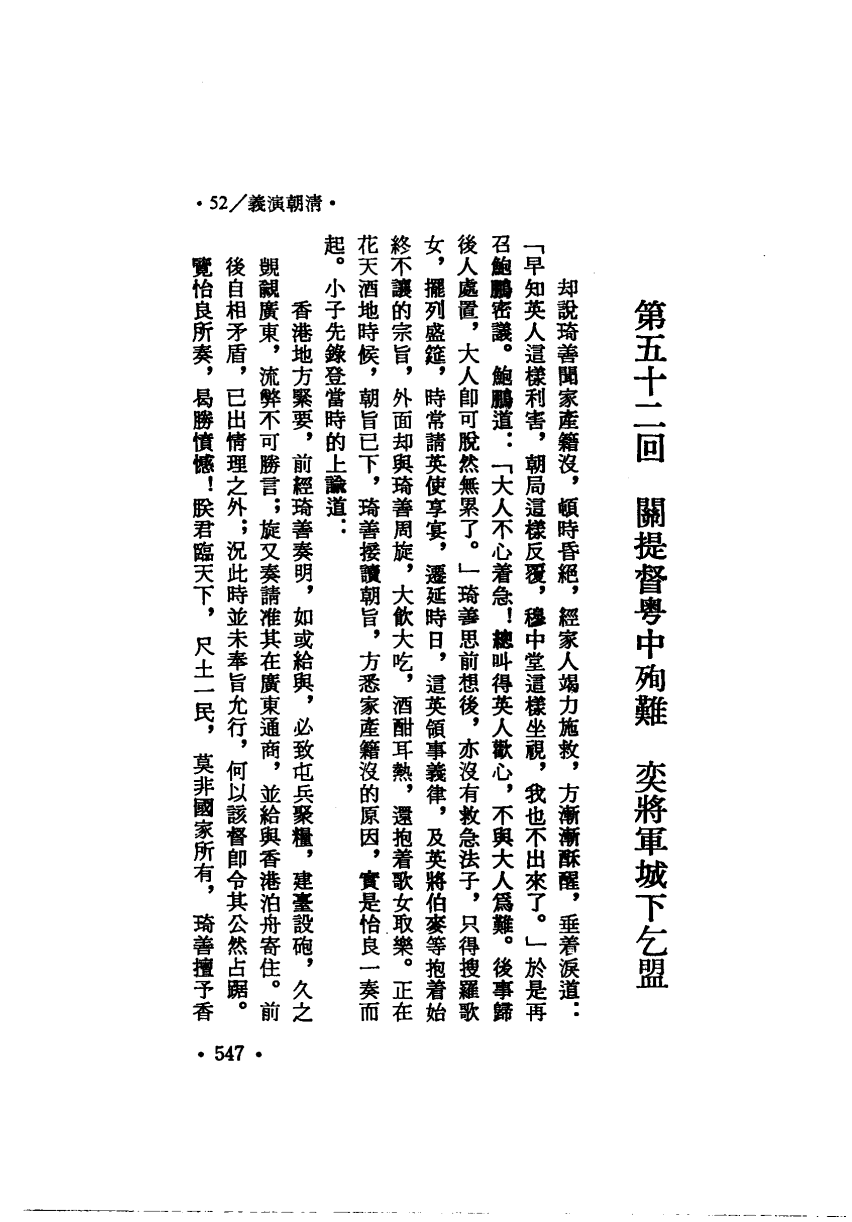 ·52/義演朝清·
第五十二回　關提督粵中殉難　奕將軍城下乞盟
却說琦善聞家產籍沒，頓時昏絕，經家人竭力施救，方漸漸酥醒，垂着淚道：
「早知英人這樣利害，朝局這樣反覆，穆中堂這樣坐視，我也不出來了。」於是再
召鮑鵬密議。鮑鵬道：「大人不心着急！總叫得英人歡心，不與大人爲難。後事歸
後人處置，大人卽可脫然無累了。」琦善思前想後，亦沒有救急法子，只得搜羅歌
女，擺列盛筵，時常請英使享宴，遷延時日，這英領事義律，及英將伯麥等抱着始
終不讓的宗旨，外面却與琦善周旋，大飲大吃，酒酣耳熱，還抱着歌女取樂。正在
花天酒地時候，朝旨已下，琦善接讀朝旨，方悉家產籍沒的原因，實是怡良一奏而
起。小子先錄登當時的上諭道：
香港地方緊要，前經琦善奏明，如或給與，必致屯兵聚糧，建臺設砲，久之
覬覦廣東，流弊不可勝言；旋又奏請准其在廣東通商，並給與香港泊舟寄住。前
後自相矛盾，已出情理之外；況此時並未奉旨允行，何以該督卽令其公然占踞。
覽怡良所奏，曷勝憤憾！朕君臨天下，尺土一民，莫非國家所有，琦善擅予香
·547·